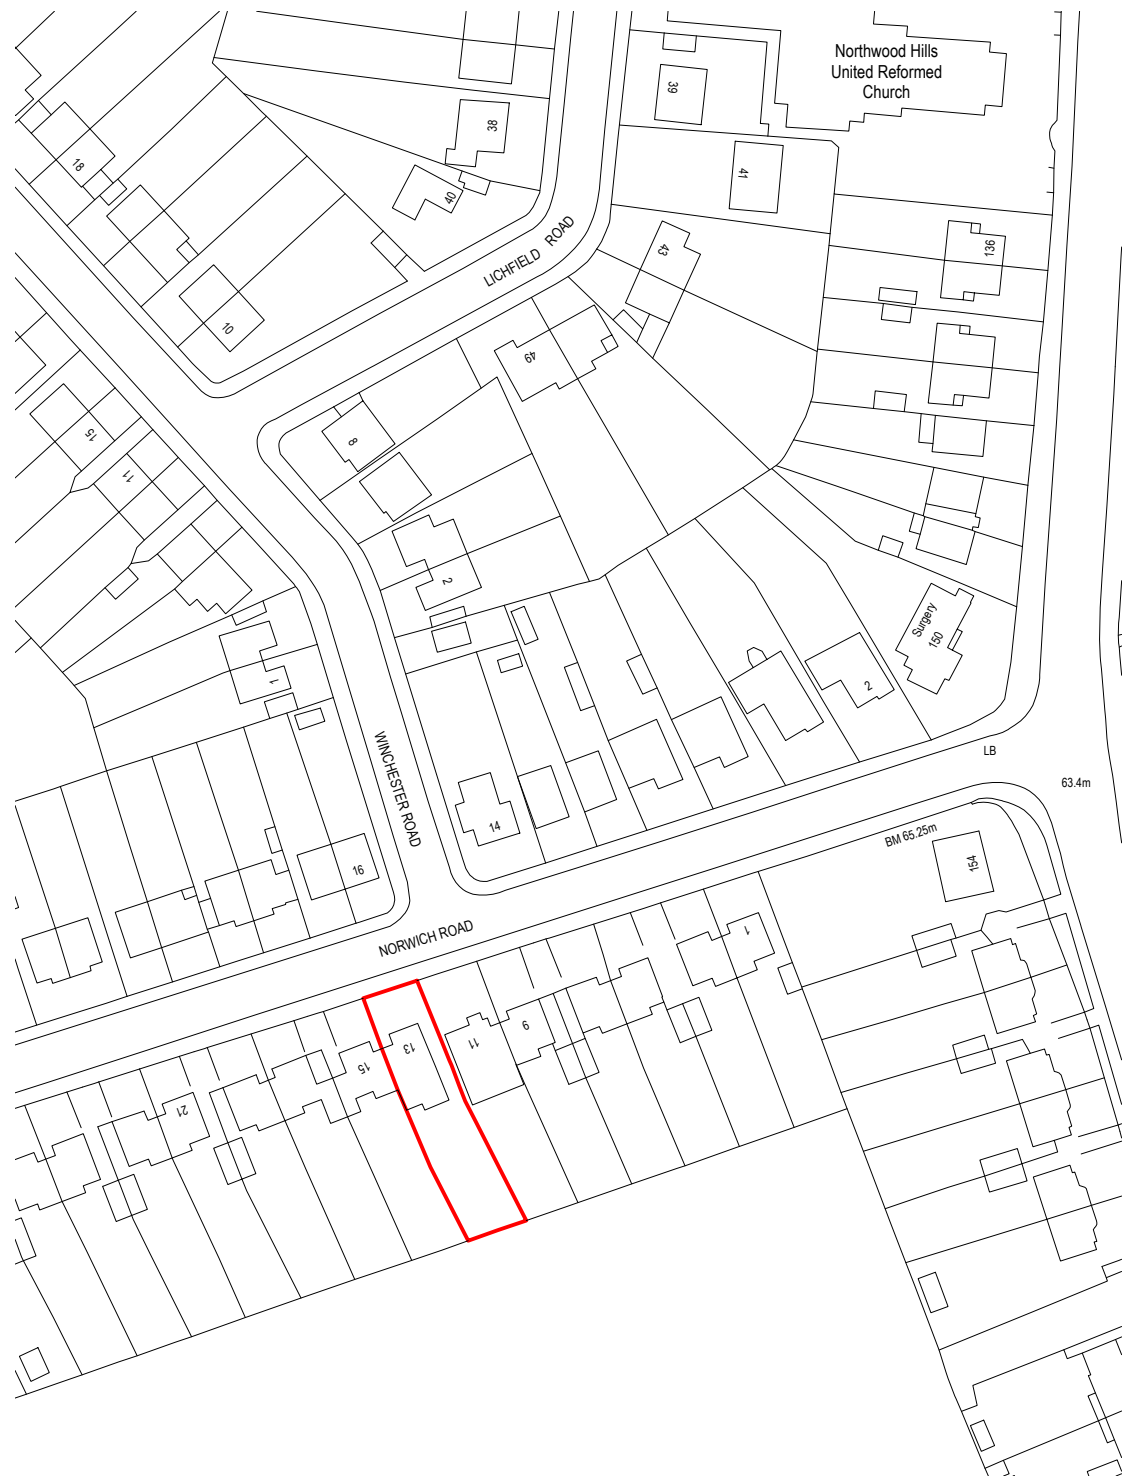 Northwood Hills
United Reformed
Church
39
38
18
41
40
LICHFIELD ROAD
43
136
10
49
15
8
11
2
Surgery
150
1
2
WINCHESTER ROAD
LB
63.4m
14
BM 65.25m
154
16
NORWICH ROAD
1
9
11
13
15
21